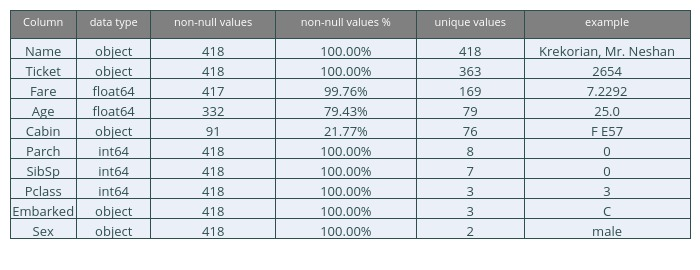 Column data type non-null values non-null values % unique values example
Name object 418 100.00% 418 Krekorian, Mr. Neshan
Ticket object 418 100.00% 363 2654
Fare float64 417 99.76% 169 7.2292
Age float64 332 79.43% 79 25.0
Cabin object 91 21.77% 76 F E57
Parch int64 418 100.00% 8 0
SibSp int64 418 100.00% 7 0
Pclass int64 418 100.00% 3 3
Embarked object 418 100.00% 3 C
Sex object 418 100.00% 2 male